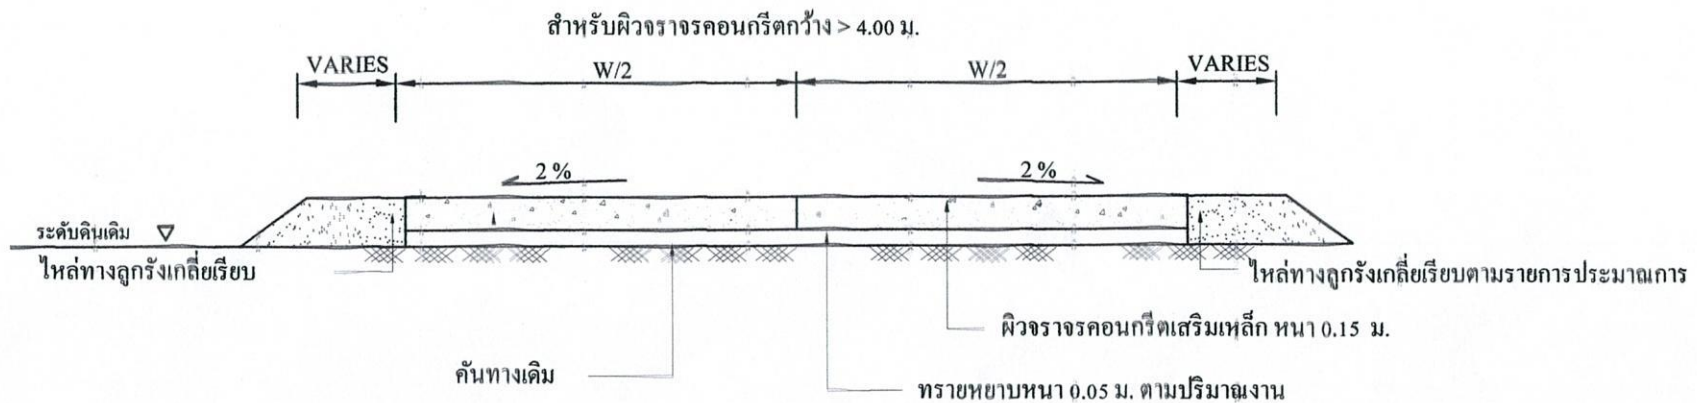 สำหรับผิวจราจรคอนกรีตกว้าง > 4.00 ม.
VARIES W/2 W/2 VARIES
2 % 2 %
ระดับดินเดิม
ไหล่ทางลูกรังเกลี่ยเรียบ ไหล่ทางลูกรังเกลี่ยเรียบตามรายการประมาณการ
ผิวจราจรคอนกรีตเสริมเหล็ก หนา 0.15 ม.
คันทางเดิม
ทรายหยาบหนา 0.05 ม. ตามปริมาณงาน